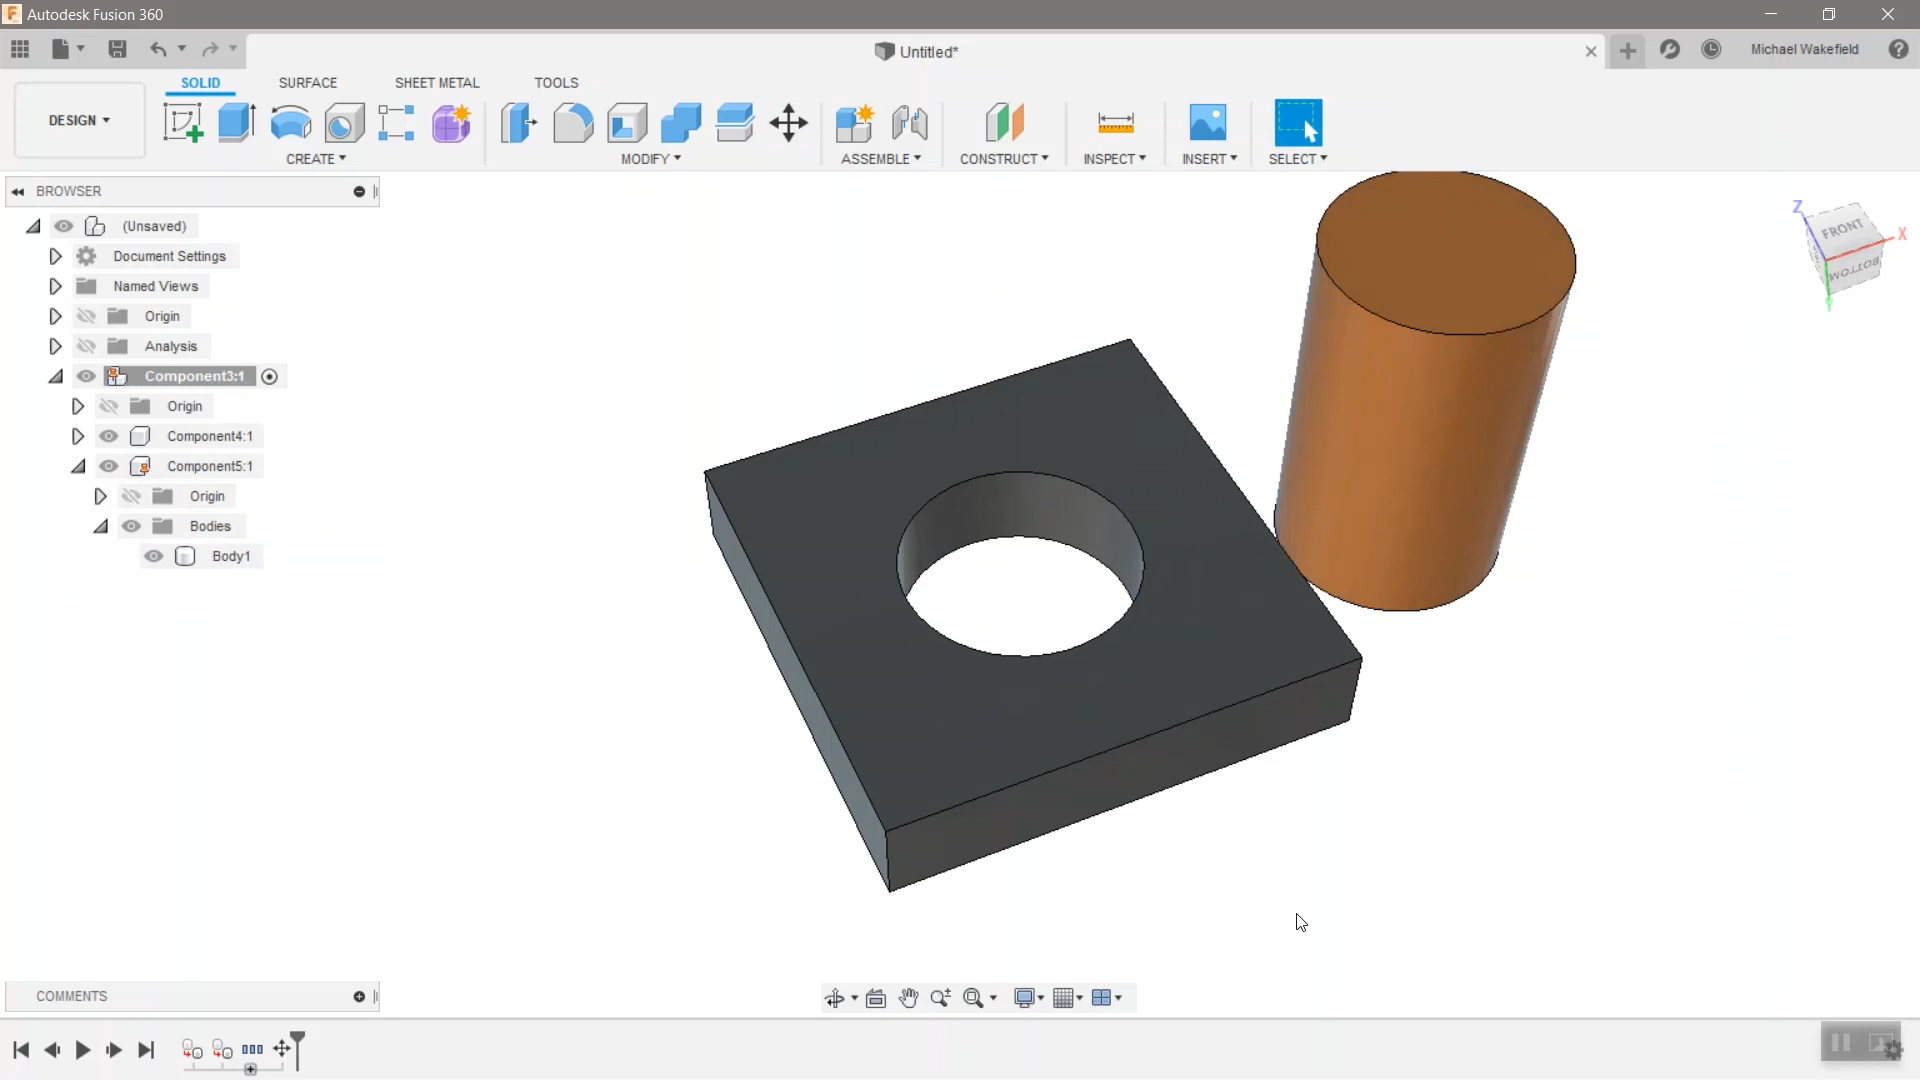 Autodesk Fusion 360
Untitled*
Michael Wakefield
DESIGN
SOLID
SURFACE
SHEET METAL
TOOLS
CREATE
MODIFY
ASSEMBLE
CONSTRUCT
INSPECT
INSERT
SELECT
BROWSER
(Unsaved)
Document Settings
Named Views
Origin
Analysis
Component3:1
Origin
Component4:1
Component5:1
Origin
Bodies
Body1
Z
X
FRONT
BOTTOM
COMMENTS